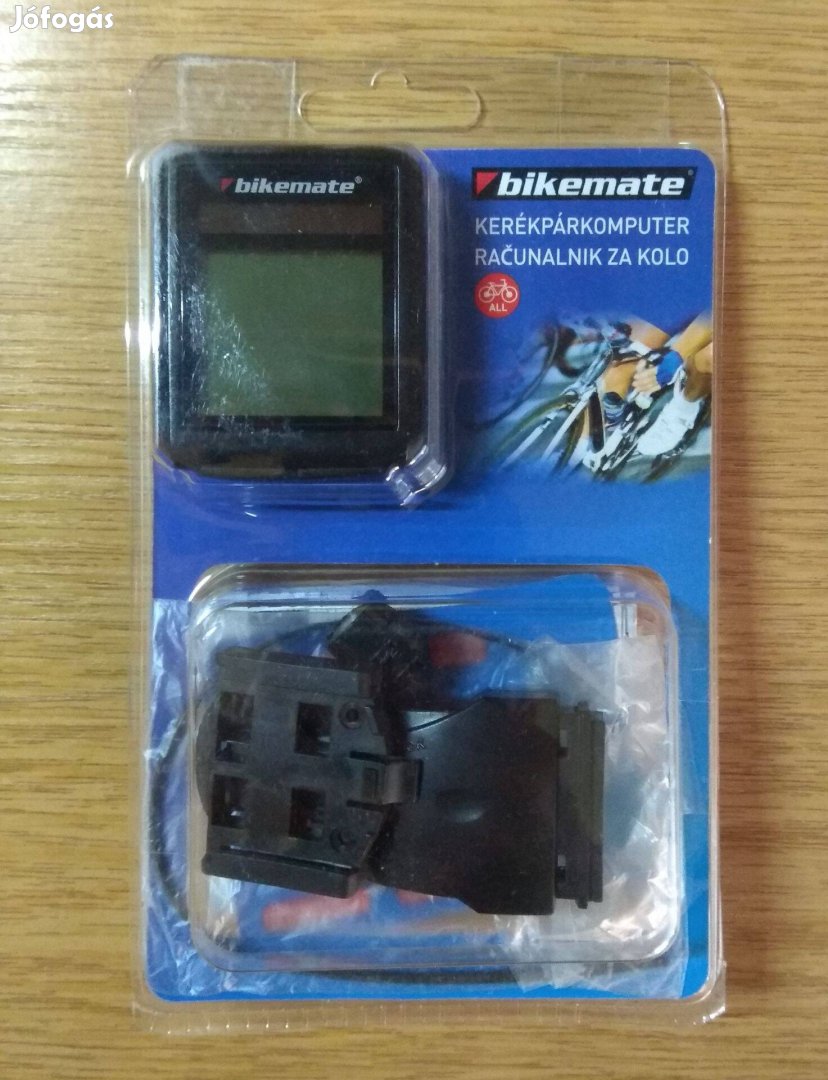 Jófogás
bikemate®
bikemate®
KERÉKPÁRKOMPUTER
RAČUNALNIK ZA KOLO
ALL